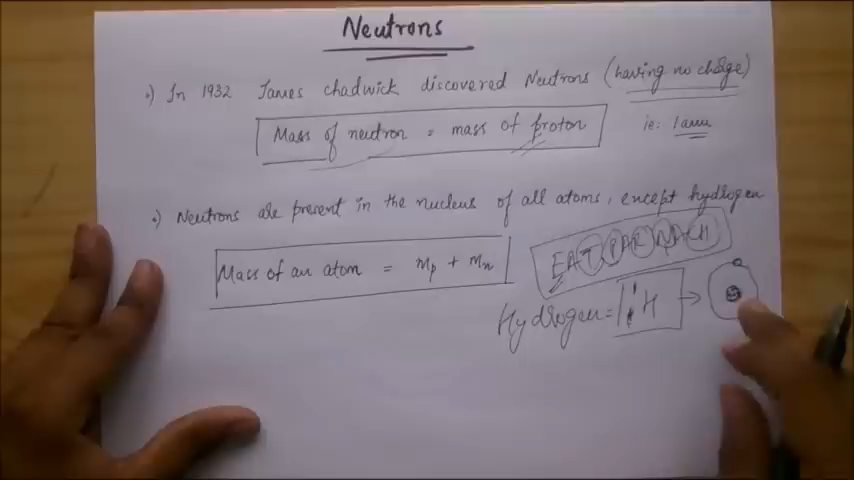 Neutrons
•) In 1932 James chadwick discovered Neutrons (having no charge)
Mass of neutron = mass of proton ie: 1amu
•) Neutrons are present in the nucleus of all atoms, except hydrogen
Mass of an atom = mp + mn
Hydrogen = H